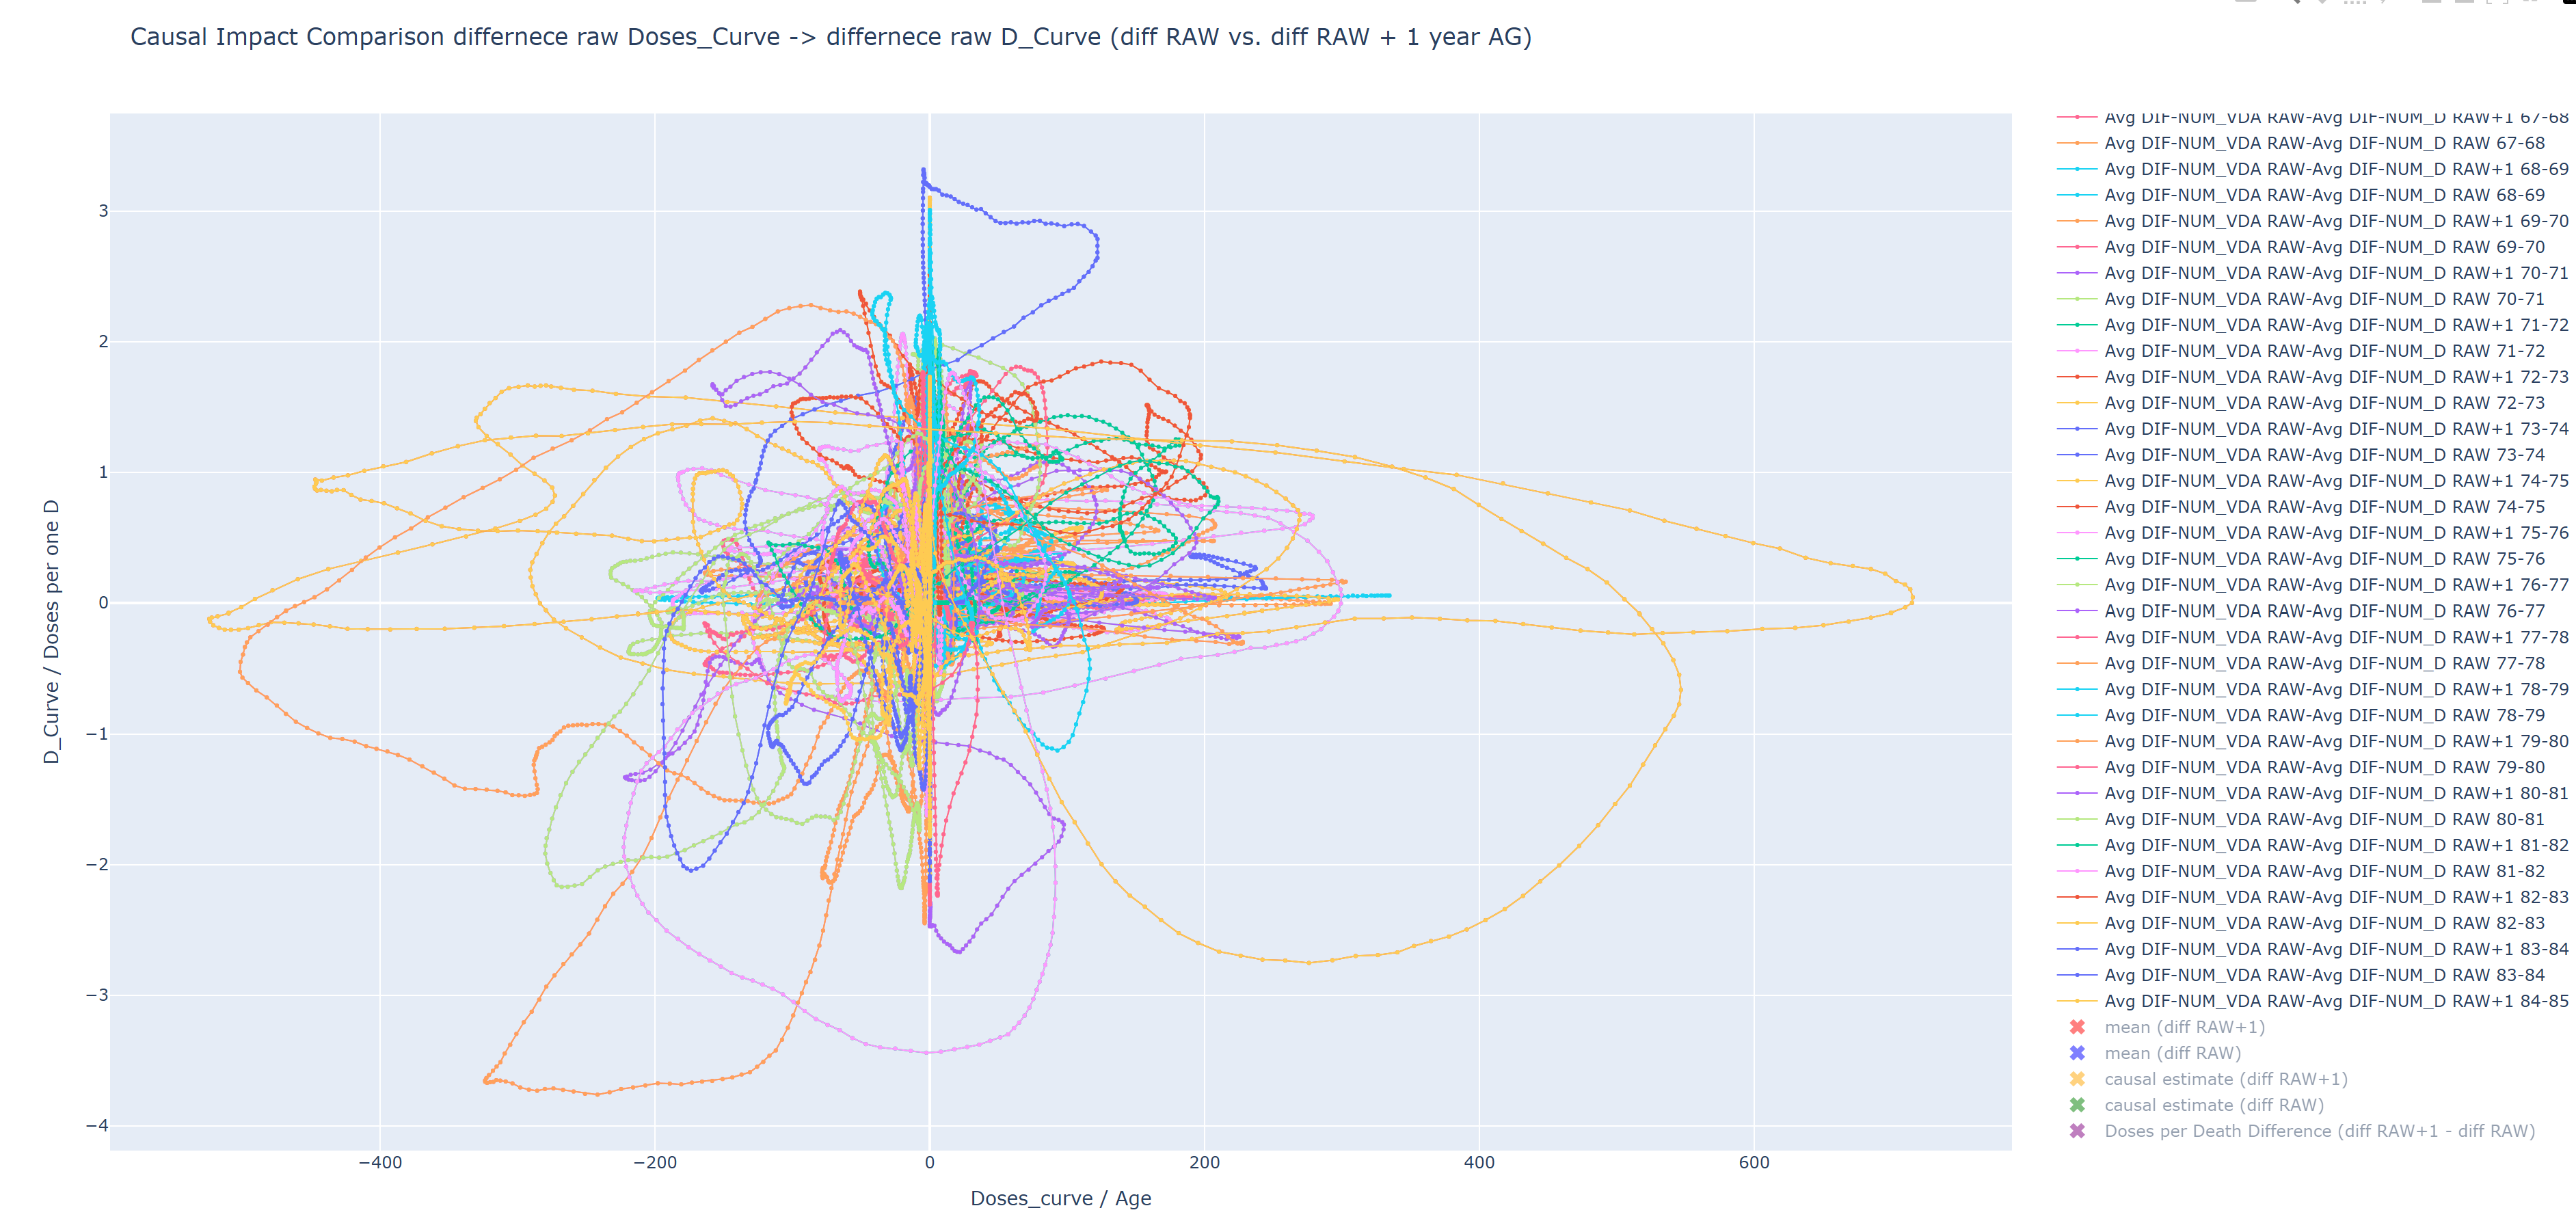 Causal Impact Comparison differnece raw Doses_Curve -> differnece raw D_Curve (diff RAW vs. diff RAW + 1 year AG)
D_Curve / Doses per one D
3
2
1
0
−1
−2
−3
−4
−400
−200
0
200
400
600
Doses_curve / Age
Avg DIF-NUM_VDA RAW-Avg DIF-NUM_D RAW+1 67-68
Avg DIF-NUM_VDA RAW-Avg DIF-NUM_D RAW 67-68
Avg DIF-NUM_VDA RAW-Avg DIF-NUM_D RAW+1 68-69
Avg DIF-NUM_VDA RAW-Avg DIF-NUM_D RAW 68-69
Avg DIF-NUM_VDA RAW-Avg DIF-NUM_D RAW+1 69-70
Avg DIF-NUM_VDA RAW-Avg DIF-NUM_D RAW 69-70
Avg DIF-NUM_VDA RAW-Avg DIF-NUM_D RAW+1 70-71
Avg DIF-NUM_VDA RAW-Avg DIF-NUM_D RAW 70-71
Avg DIF-NUM_VDA RAW-Avg DIF-NUM_D RAW+1 71-72
Avg DIF-NUM_VDA RAW-Avg DIF-NUM_D RAW 71-72
Avg DIF-NUM_VDA RAW-Avg DIF-NUM_D RAW+1 72-73
Avg DIF-NUM_VDA RAW-Avg DIF-NUM_D RAW 72-73
Avg DIF-NUM_VDA RAW-Avg DIF-NUM_D RAW+1 73-74
Avg DIF-NUM_VDA RAW-Avg DIF-NUM_D RAW 73-74
Avg DIF-NUM_VDA RAW-Avg DIF-NUM_D RAW+1 74-75
Avg DIF-NUM_VDA RAW-Avg DIF-NUM_D RAW 74-75
Avg DIF-NUM_VDA RAW-Avg DIF-NUM_D RAW+1 75-76
Avg DIF-NUM_VDA RAW-Avg DIF-NUM_D RAW 75-76
Avg DIF-NUM_VDA RAW-Avg DIF-NUM_D RAW+1 76-77
Avg DIF-NUM_VDA RAW-Avg DIF-NUM_D RAW 76-77
Avg DIF-NUM_VDA RAW-Avg DIF-NUM_D RAW+1 77-78
Avg DIF-NUM_VDA RAW-Avg DIF-NUM_D RAW 77-78
Avg DIF-NUM_VDA RAW-Avg DIF-NUM_D RAW+1 78-79
Avg DIF-NUM_VDA RAW-Avg DIF-NUM_D RAW 78-79
Avg DIF-NUM_VDA RAW-Avg DIF-NUM_D RAW+1 79-80
Avg DIF-NUM_VDA RAW-Avg DIF-NUM_D RAW 79-80
Avg DIF-NUM_VDA RAW-Avg DIF-NUM_D RAW+1 80-81
Avg DIF-NUM_VDA RAW-Avg DIF-NUM_D RAW 80-81
Avg DIF-NUM_VDA RAW-Avg DIF-NUM_D RAW+1 81-82
Avg DIF-NUM_VDA RAW-Avg DIF-NUM_D RAW 81-82
Avg DIF-NUM_VDA RAW-Avg DIF-NUM_D RAW+1 82-83
Avg DIF-NUM_VDA RAW-Avg DIF-NUM_D RAW 82-83
Avg DIF-NUM_VDA RAW-Avg DIF-NUM_D RAW+1 83-84
Avg DIF-NUM_VDA RAW-Avg DIF-NUM_D RAW 83-84
Avg DIF-NUM_VDA RAW-Avg DIF-NUM_D RAW+1 84-85
mean (diff RAW+1)
mean (diff RAW)
causal estimate (diff RAW+1)
causal estimate (diff RAW)
Doses per Death Difference (diff RAW+1 - diff RAW)